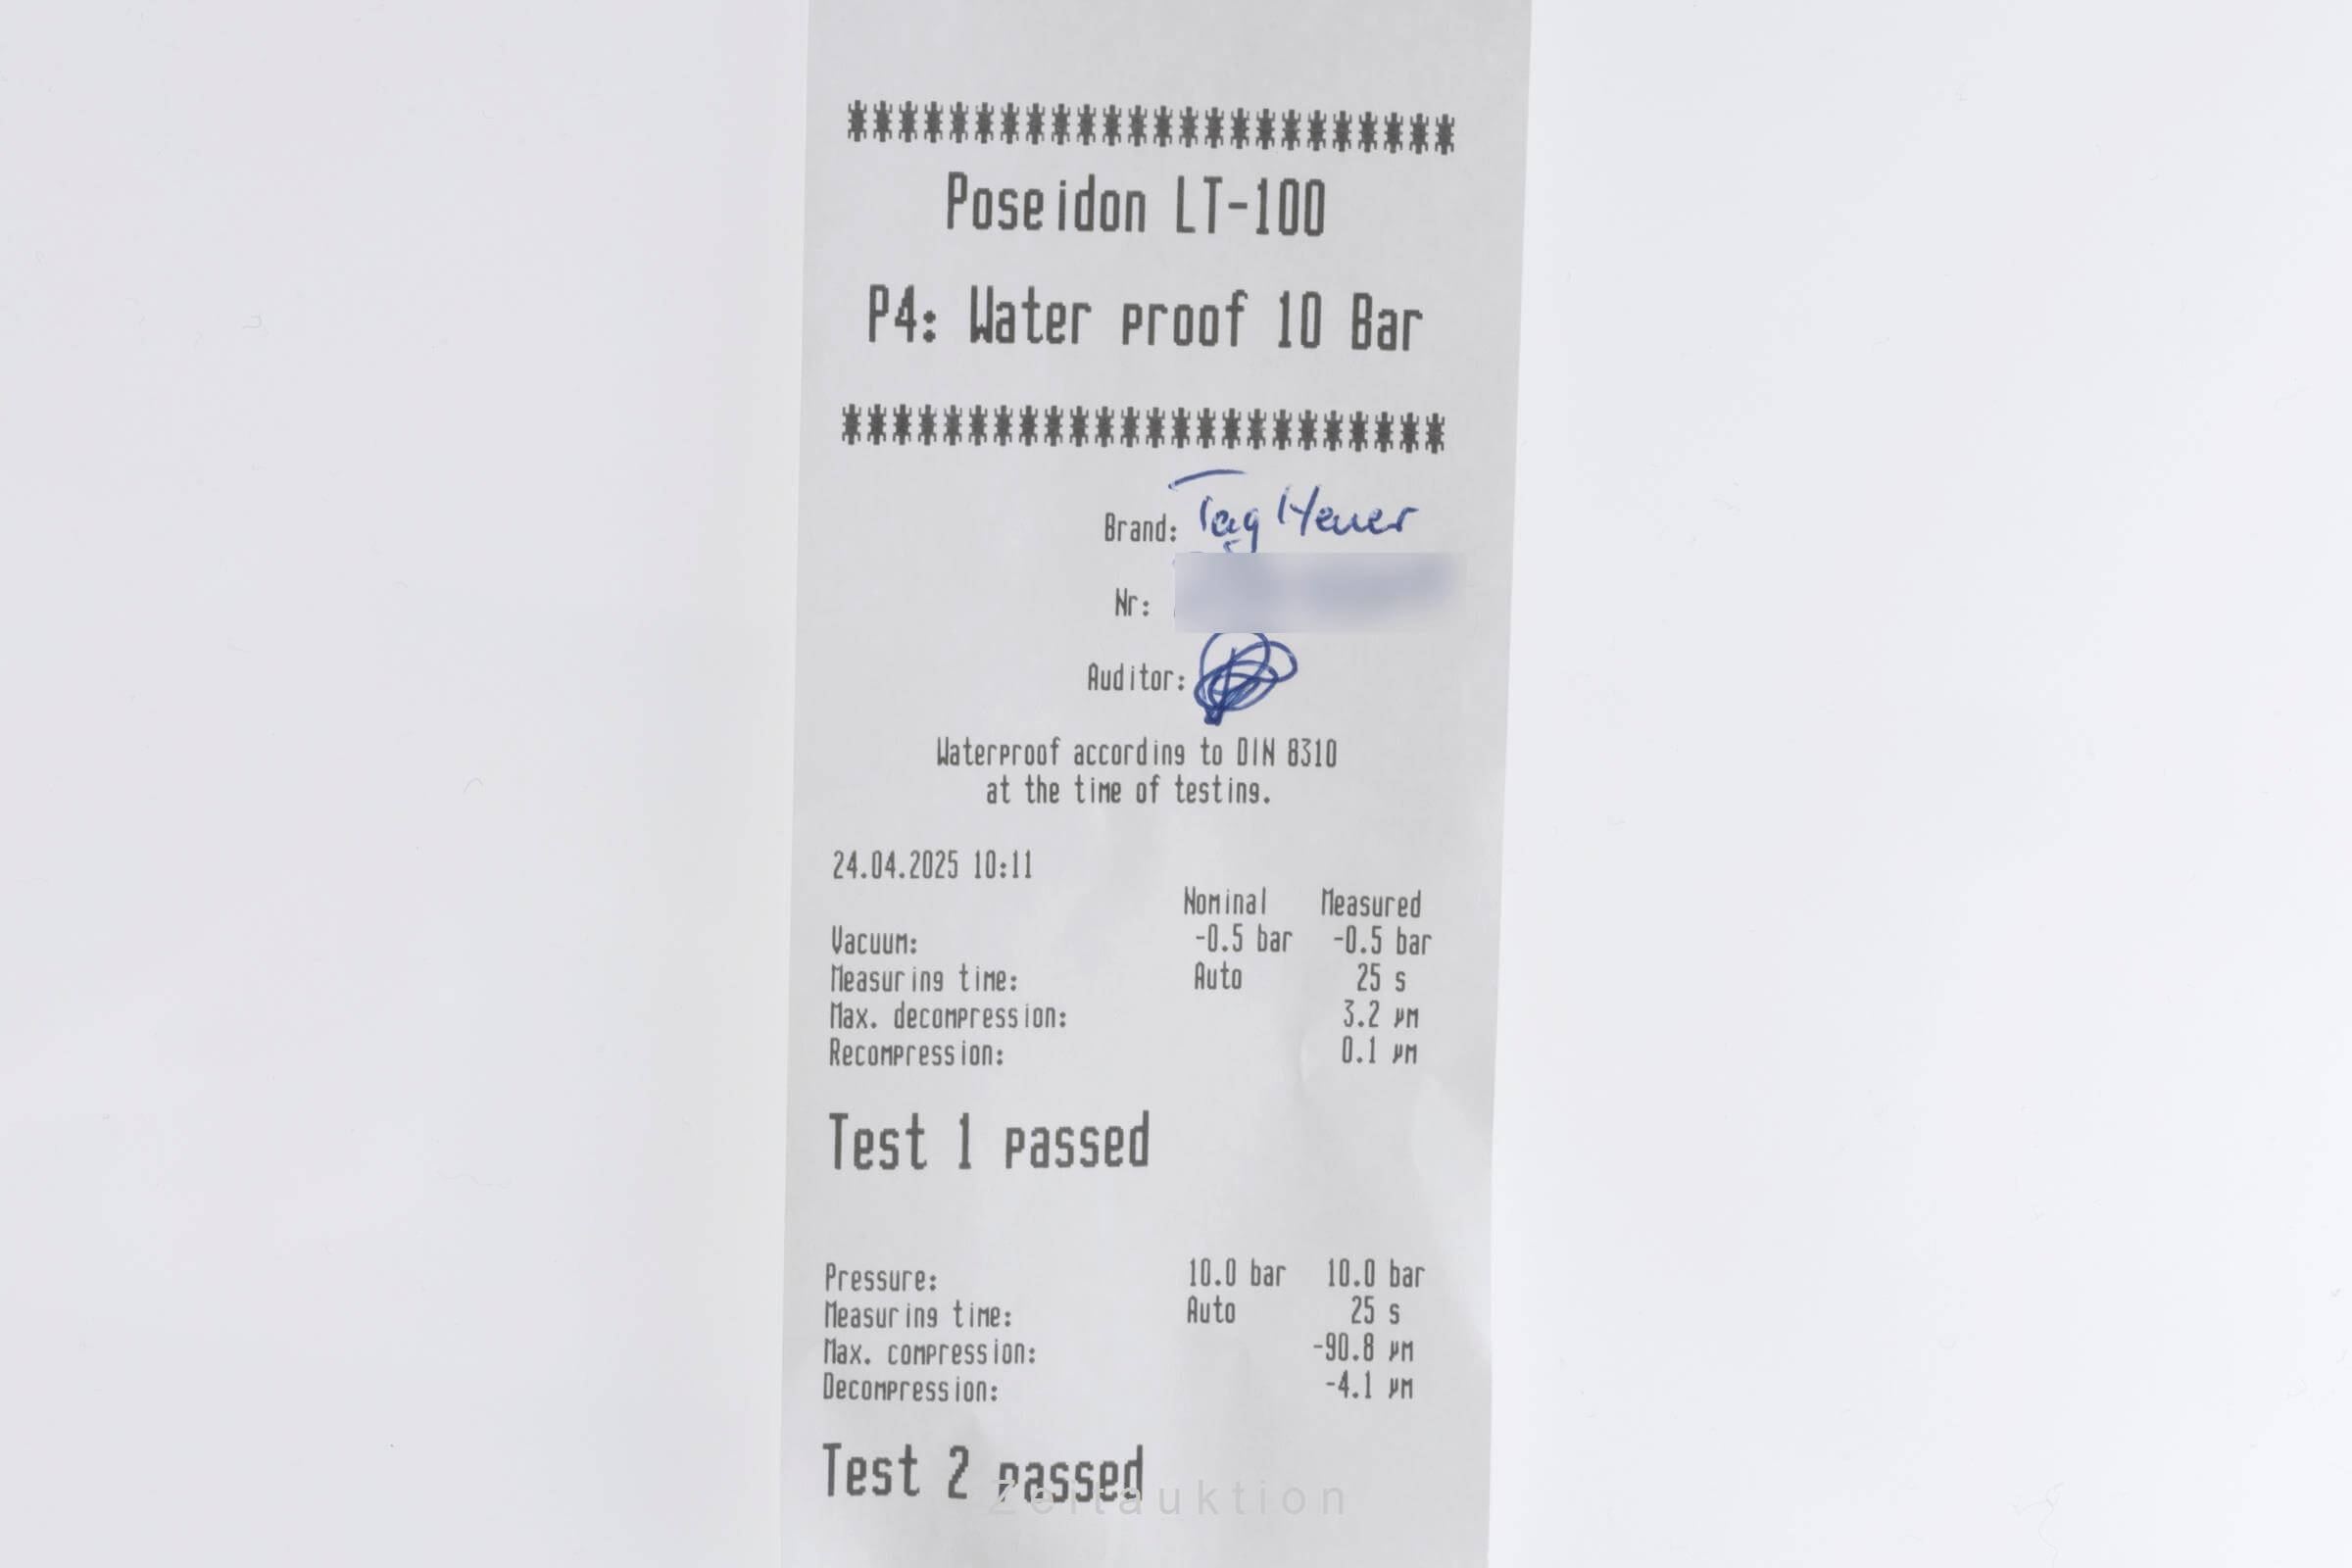 ************************
Poseidon LT-100
P4: Water proof 10 Bar
************************
Brand: Tag Heuer
Nr:
Auditor:
Waterproof according to DIN 8310
at the time of testing.
24.04.2025 10:11
Nominal Measured
Vacuum: -0.5 bar -0.5 bar
Measuring time: Auto 25 s
Max. decompression: 3.2 µm
Recompression: 0.1 µm
Test 1 passed
Pressure: 10.0 bar 10.0 bar
Measuring time: Auto 25 s
Max. compression: -90.8 µm
Decompression: -4.1 µm
Test 2 passed
Zeitauktion